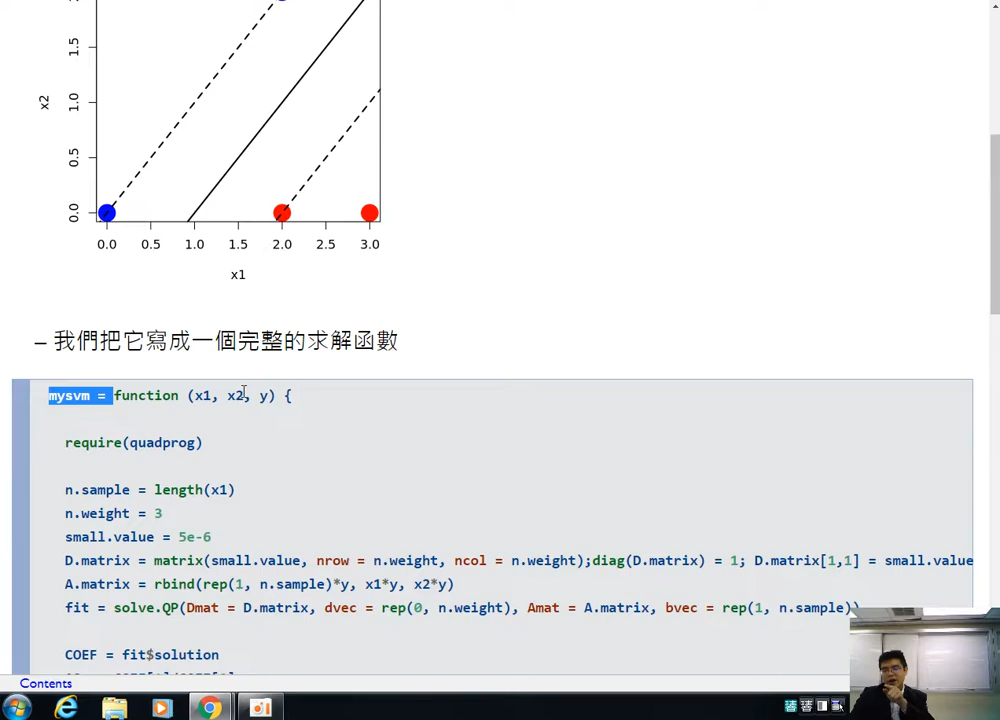 1.5
1.0
0.5
0.0
x2
0.0 0.5 1.0 1.5 2.0 2.5 3.0
x1
– 我們把它寫成一個完整的求解函數
mysvm = function (x1, x2, y) {
require(quadprog)
n.sample = length(x1)
n.weight = 3
small.value = 5e-6
D.matrix = matrix(small.value, nrow = n.weight, ncol = n.weight);diag(D.matrix) = 1; D.matrix[1,1] = small.value
A.matrix = rbind(rep(1, n.sample)*y, x1*y, x2*y)
fit = solve.QP(Dmat = D.matrix, dvec = rep(0, n.weight), Amat = A.matrix, bvec = rep(1, n.sample))
COEF = fit$solution
Contents